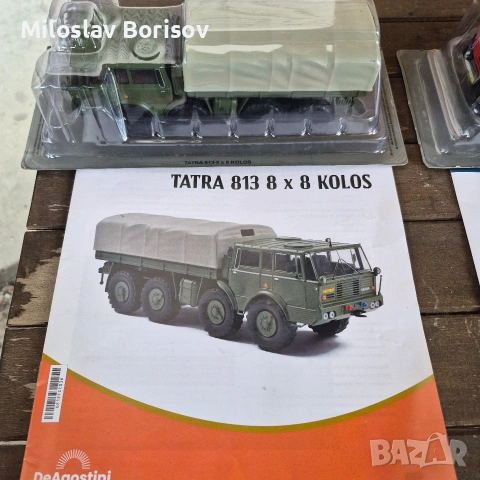 Miloslav Borisov
TATRA 813 8 x 8 KOLOS
TATRA 813 8 x 8 KOLOS
DeAgostini
BAZAR